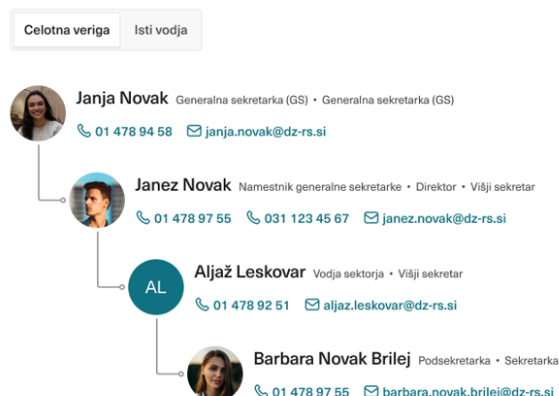 Celotna veriga Isti vodja
Janja Novak Generalna sekretarka (GS) • Generalna sekretarka (GS)
01 478 94 58 janja.novak@dz-rs.si
Janez Novak Namestnik generalne sekretarke • Direktor • Višji sekretar
01 478 97 55 031 123 45 67 janez.novak@dz-rs.si
Aljaž Leskovar Vodja sektorja • Višji sekretar
AL
01 478 92 51 aljaz.leskovar@dz-rs.si
Barbara Novak Brilej Podsekretarka • Sekretarka
01 478 97 55 barbara.novak.brilej@dz-rs.si